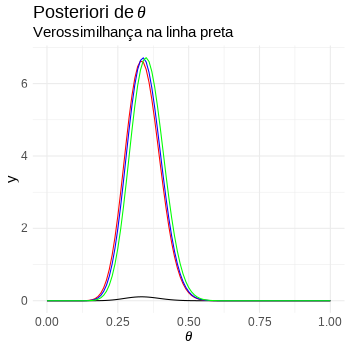 Posteriori de θ
Verossimilhança na linha preta
y
6
4
2
0
0.00 0.25 0.50 0.75 1.00
θ